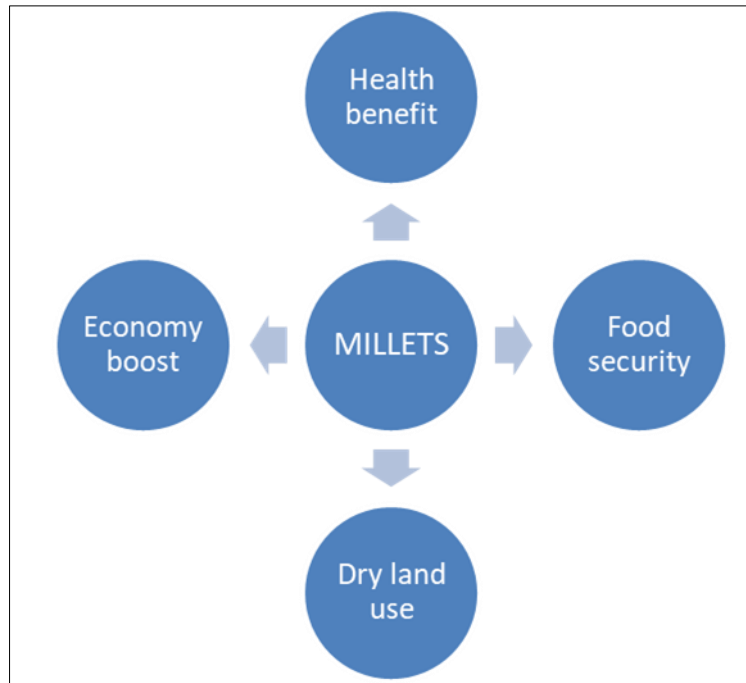 Health
benefit
Economy
boost
MILLETS
Food
security
Dry land
use